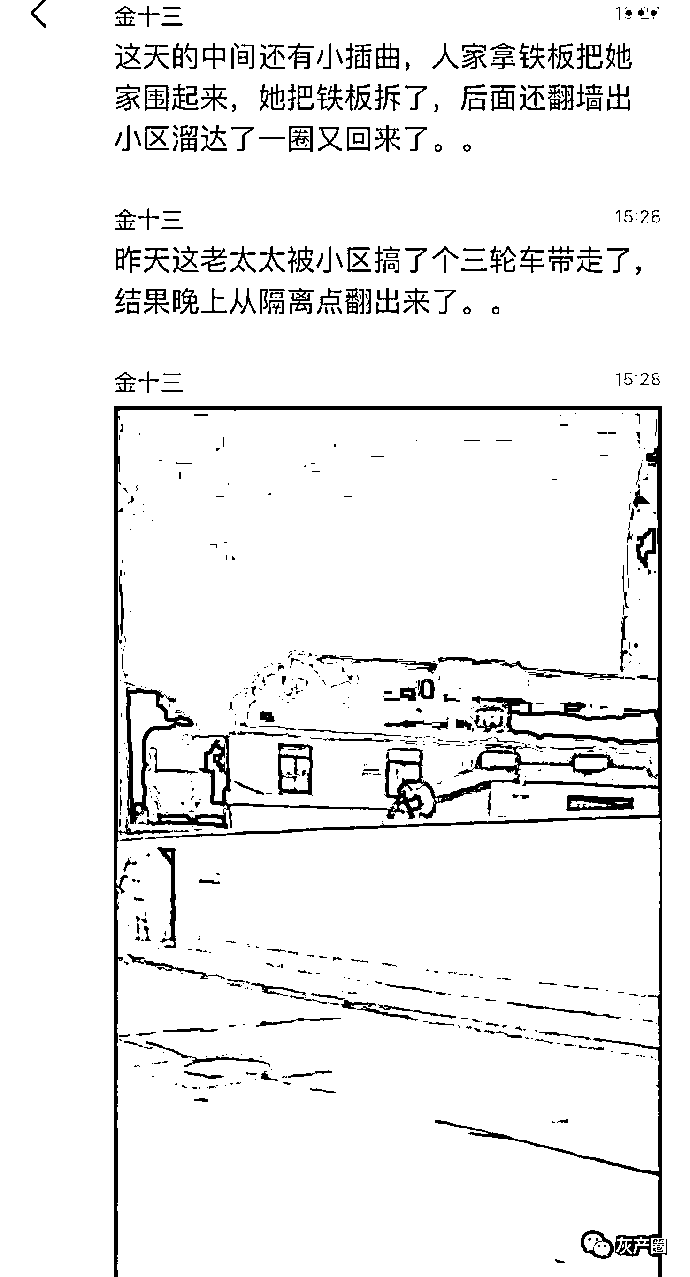 金十三
这天的中间还有小插曲，人家拿铁板把她
家围起来，她把铁板拆了，后面还翻墙出
小区溜达了一圈又回来了。。
金十三
15:28
昨天这老太太被小区搞了个三轮车带走了，
结果晚上从隔离点翻出来了。。
金十三
15:28
灰产圈